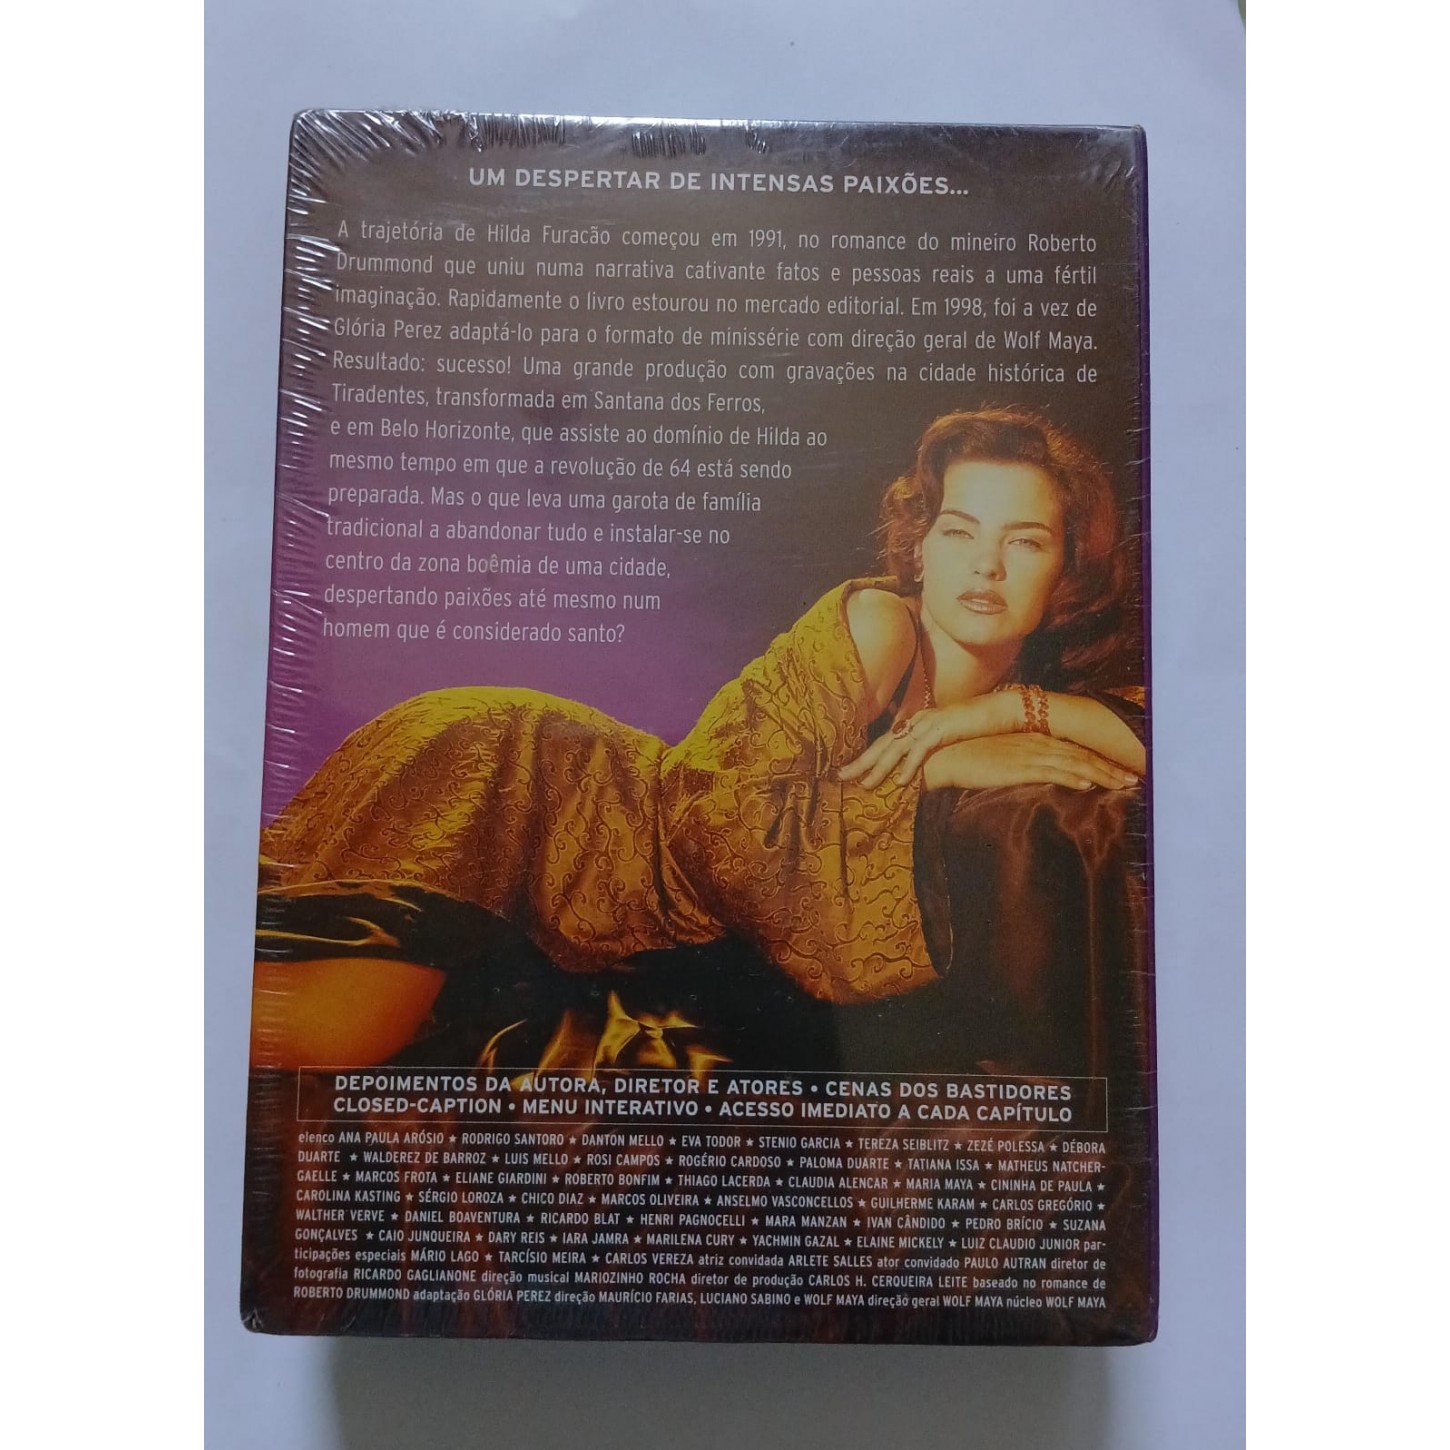 UM DESPERTAR DE INTENSAS PAIXÕES...
A trajetória de Hilda Furacão começou em 1991, no romance do mineiro Roberto
Drummond que uniu numa narrativa cativante fatos e pessoas reais a uma fértil
imaginação. Rapidamente o livro estourou no mercado editorial. Em 1998, foi a vez de
Glória Perez adaptá-lo para o formato de minissérie com direção geral de Wolf Maya.
Resultado: sucesso! Uma grande produção com gravações na cidade histórica de
Tiradentes, transformada em Santana dos Ferros,
e em Belo Horizonte, que assiste ao domínio de Hilda ao
mesmo tempo em que a revolução de 64 está sendo
preparada. Mas o que leva uma garota de família
tradicional a abandonar tudo e instalar-se no
centro da zona boêmia de uma cidade,
despertando paixões até mesmo num
homem que é considerado santo?
DEPOIMENTOS DA AUTORA, DIRETOR E ATORES • CENAS DOS BASTIDORES
CLOSED-CAPTION • MENU INTERATIVO • ACESSO IMEDIATO A CADA CAPÍTULO
elenco ANA PAULA ARÓSIO ★ RODRIGO SANTORO ★ DANTON MELLO ★ EVA TODOR ★ STENIO GARCIA ★ TEREZA SEIBLITZ ★ ZEZÉ POLESSA ★ DÉBORA
DUARTE ★ WALDEREZ DE BARROZ ★ LUIS MELLO ★ ROSI CAMPOS ★ ROGÉRIO CARDOSO ★ PALOMA DUARTE ★ TATIANA ISSA ★ MATHEUS NATCHER-
GAELLE ★ MARCOS FROTA ★ ELIANE GIARDINI ★ ROBERTO BONFIM ★ THIAGO LACERDA ★ CLAUDIA ALENCAR ★ MARIA MAYA ★ CININHA DE PAULA ★
CAROLINA KASTING ★ SÉRGIO LOROZA ★ CHICO DIAZ ★ MARCOS OLIVEIRA ★ ANSELMO VASCONCELLOS ★ GUILHERME KARAM ★ CARLOS GREGÓRIO ★
WALTHER VERVE ★ DANIEL BOAVENTURA ★ RICARDO BLAT ★ HENRI PAGNOCELLI ★ MARA MANZAN ★ IVAN CÂNDIDO ★ PEDRO BRÍCIO ★ SUZANA
GONÇALVES ★ CAIO JUNQUEIRA ★ DARY REIS ★ IARA JAMRA ★ MARILENA CURY ★ YACHMIN GAZAL ★ ELAINE MICKELY ★ LUIZ CLAUDIO JUNIOR par-
ticipações especiais MÁRIO LAGO ★ TARCÍSIO MEIRA ★ CARLOS VEREZA atriz convidada ARLETE SALLES ator convidado PAULO AUTRAN diretor de
fotografia RICARDO GAGLIANONE direção musical MARIOZINHO ROCHA diretor de produção CARLOS H. CERQUEIRA LEITE baseado no romance de
ROBERTO DRUMMOND adaptação GLÓRIA PEREZ direção MAURÍCIO FARIAS, LUCIANO SABINO e WOLF MAYA direção geral WOLF MAYA núcleo WOLF MAYA